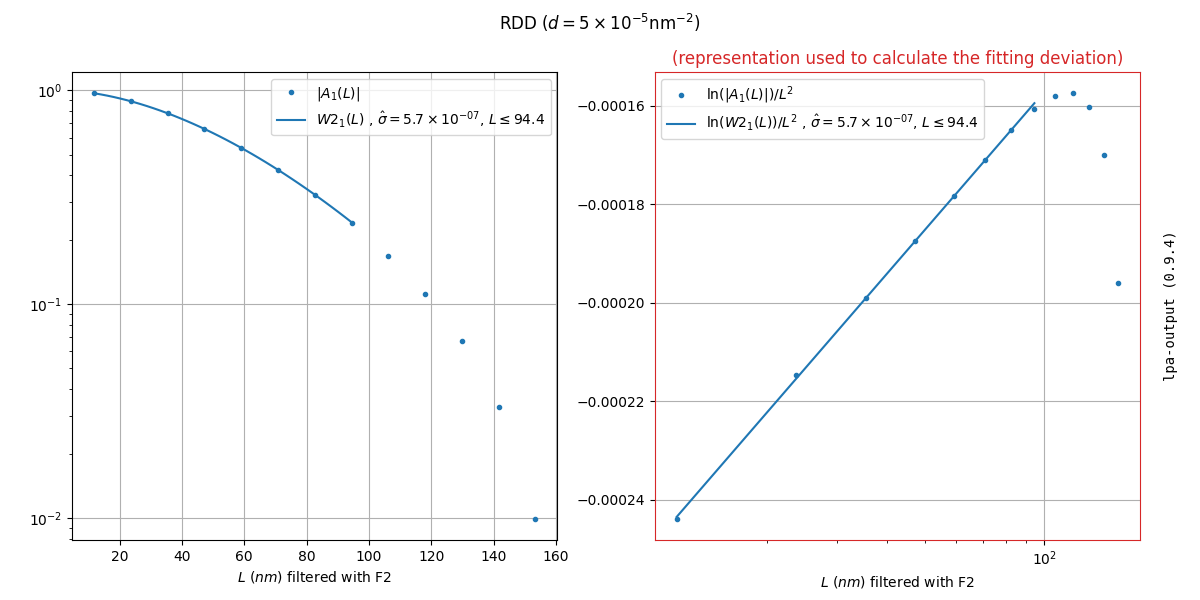 RDD (d = 5 × 10⁻⁵nm⁻²)
10⁰
10⁻¹
10⁻²
20 40 60 80 100 120 140 160
L (nm) filtered with F2
|A₁(L)|
W2₁(L) , σ̂ = 5.7 × 10⁻⁰⁷, L ≤ 94.4
(representation used to calculate the fitting deviation)
ln(|A₁(L)|)/L²
ln(W2₁(L))/L² , σ̂ = 5.7 × 10⁻⁰⁷, L ≤ 94.4
−0.00016
−0.00018
−0.00020
−0.00022
−0.00024
10²
L (nm) filtered with F2
lpa-output (0.9.4)